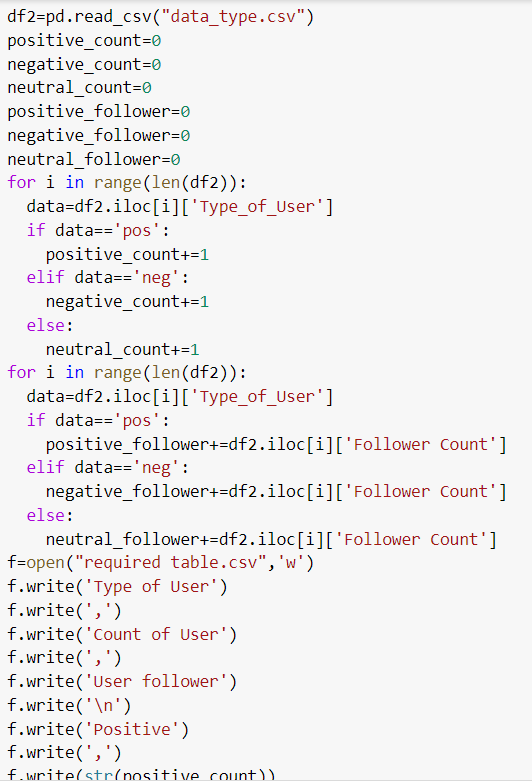 df2=pd.read_csv("data_type.csv")
positive_count=0
negative_count=0
neutral_count=0
positive_follower=0
negative_follower=0
neutral_follower=0
for i in range(len(df2)):
  data=df2.iloc[i]['Type_of_User']
  if data=='pos':
    positive_count+=1
  elif data=='neg':
    negative_count+=1
  else:
    neutral_count+=1
for i in range(len(df2)):
  data=df2.iloc[i]['Type_of_User']
  if data=='pos':
    positive_follower+=df2.iloc[i]['Follower Count']
  elif data=='neg':
    negative_follower+=df2.iloc[i]['Follower Count']
  else:
    neutral_follower+=df2.iloc[i]['Follower Count']
f=open("required table.csv",'w')
f.write('Type of User')
f.write(',')
f.write('Count of User')
f.write(',')
f.write('User follower')
f.write('\n')
f.write('Positive')
f.write(',')
f.write(str(positive_count))